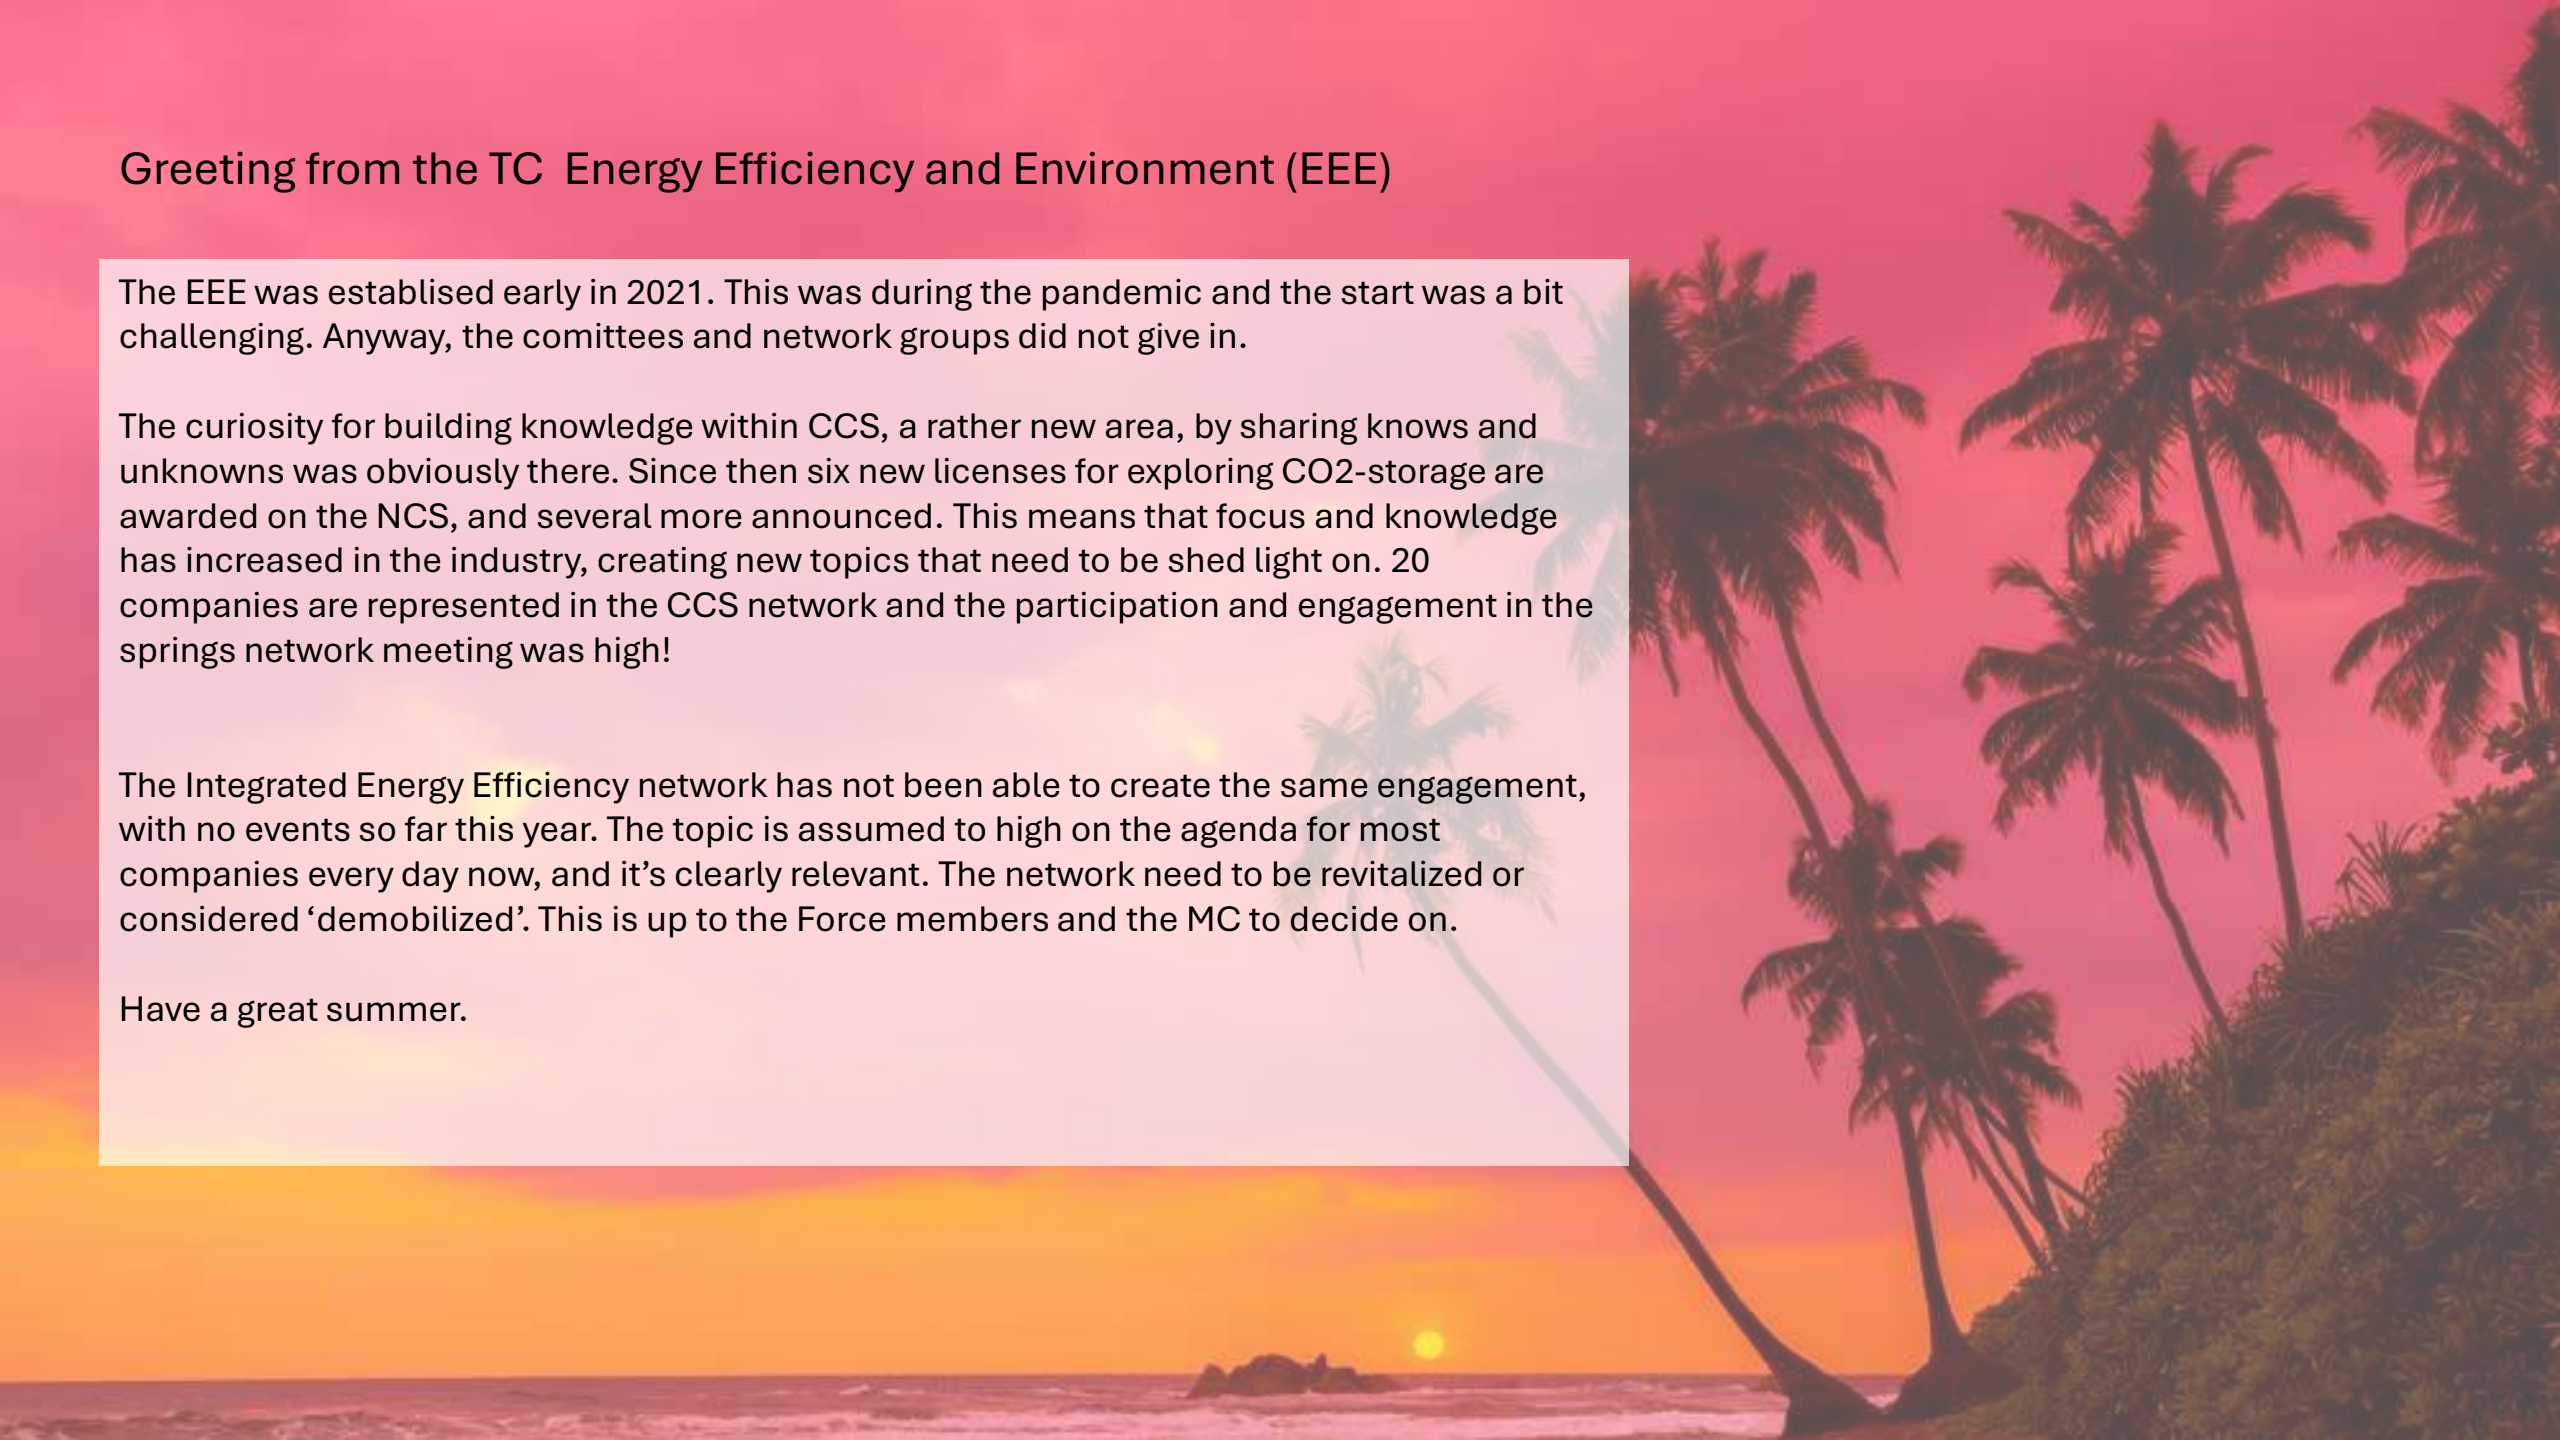 Greeting from the TC  Energy Efficiency and Environment (EEE)
The EEE was establised early in 2021. This was during the pandemic and the start was a bit
challenging. Anyway, the comittees and network groups did not give in.
The curiosity for building knowledge within CCS, a rather new area, by sharing knows and
unknowns was obviously there. Since then six new licenses for exploring CO2-storage are
awarded on the NCS, and several more announced. This means that focus and knowledge
has increased in the industry, creating new topics that need to be shed light on. 20
companies are represented in the CCS network and the participation and engagement in the
springs network meeting was high!
The Integrated Energy Efficiency network has not been able to create the same engagement,
with no events so far this year. The topic is assumed to high on the agenda for most
companies every day now, and it’s clearly relevant. The network need to be revitalized or
considered ‘demobilized’. This is up to the Force members and the MC to decide on.
Have a great summer.